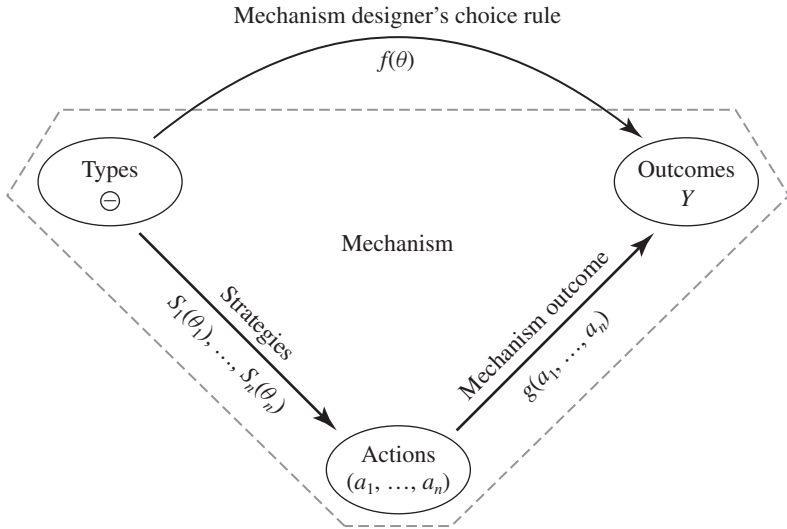 Mechanism designer’s choice rule
f(θ)
Types
Θ
Outcomes
Y
Mechanism
Strategies
S₁(θ₁), …, Sₙ(θₙ)
Mechanism outcome
g(a₁, …, aₙ)
Actions
(a₁, …, aₙ)